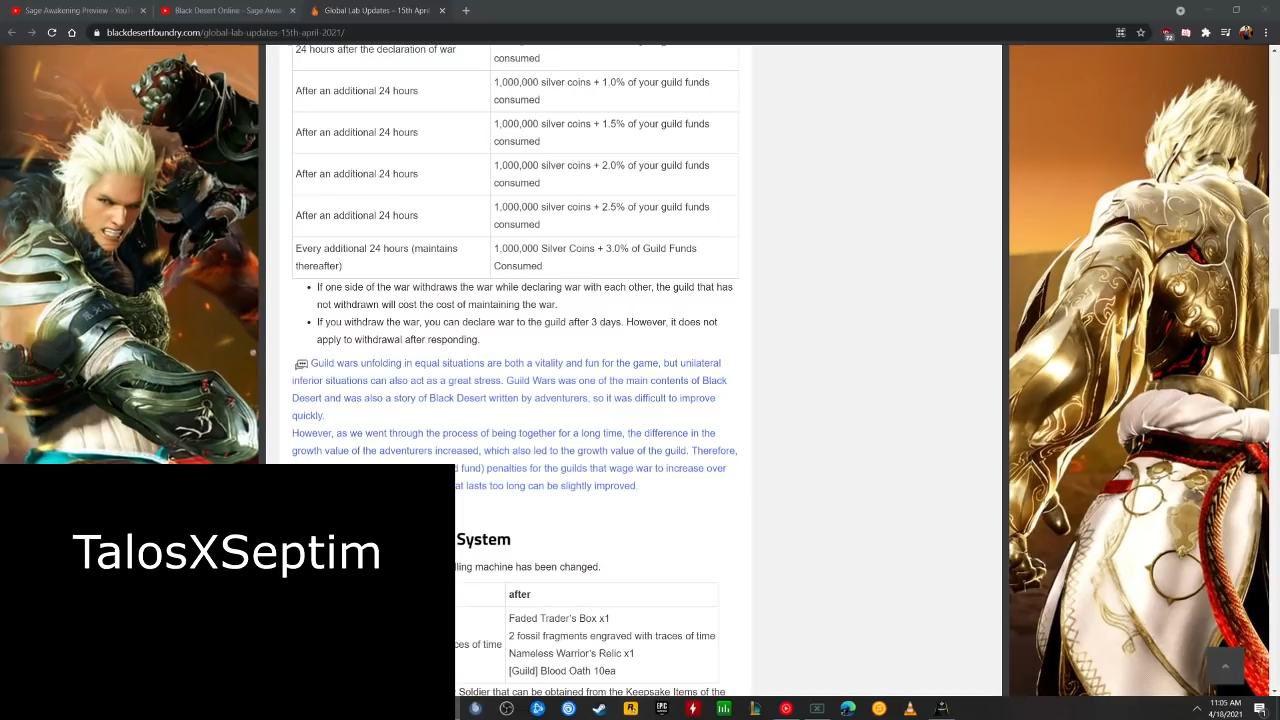 Sage Awakening Preview - YouT
Black Desert Online - Sage Awa
Global Lab Updates – 15th Apri
blackdesertfoundry.com/global-lab-updates-15th-april-2021/
24 hours after the declaration of war
consumed
After an additional 24 hours
1,000,000 silver coins + 1.0% of your guild funds
consumed
After an additional 24 hours
1,000,000 silver coins + 1.5% of your guild funds
consumed
After an additional 24 hours
1,000,000 silver coins + 2.0% of your guild funds
consumed
After an additional 24 hours
1,000,000 silver coins + 2.5% of your guild funds
consumed
Every additional 24 hours (maintains
thereafter)
1,000,000 Silver Coins + 3.0% of Guild Funds
Consumed
• If one side of the war withdraws the war while declaring war with each other, the guild that has
not withdrawn will cost the cost of maintaining the war.
• If you withdraw the war, you can declare war to the guild after 3 days. However, it does not
apply to withdrawal after responding.
Guild wars unfolding in equal situations are both a vitality and fun for the game, but unilateral
inferior situations can also act as a great stress. Guild Wars was one of the main contents of Black
Desert and was also a story of Black Desert written by adventurers, so it was difficult to improve
quickly.
However, as we went through the process of being together for a long time, the difference in the
growth value of the adventurers increased, which also led to the growth value of the guild. Therefore,
d fund) penalties for the guilds that wage war to increase over
at lasts too long can be slightly improved.
TalosXSeptim
System
lling machine has been changed.
after
ces of time
Faded Trader's Box x1
2 fossil fragments engraved with traces of time
Nameless Warrior's Relic x1
[Guild] Blood Oath 10ea
Soldier that can be obtained from the Keepsake Items of the
11:05 AM
4/18/2021